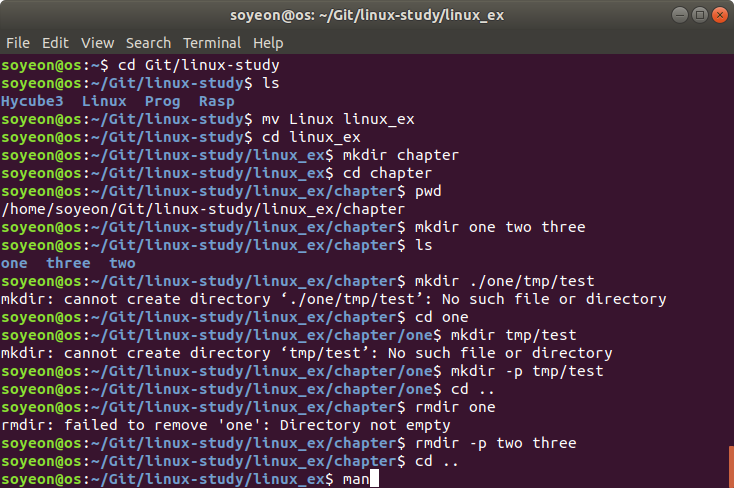 soyeon@os: ~/Git/linux-study/linux_ex
File Edit View Search Terminal Help
soyeon@os:~$ cd Git/linux-study
soyeon@os:~/Git/linux-study$ ls
Hycube3  Linux  Prog  Rasp
soyeon@os:~/Git/linux-study$ mv Linux linux_ex
soyeon@os:~/Git/linux-study$ cd linux_ex
soyeon@os:~/Git/linux-study/linux_ex$ mkdir chapter
soyeon@os:~/Git/linux-study/linux_ex$ cd chapter
soyeon@os:~/Git/linux-study/linux_ex/chapter$ pwd
/home/soyeon/Git/linux-study/linux_ex/chapter
soyeon@os:~/Git/linux-study/linux_ex/chapter$ mkdir one two three
soyeon@os:~/Git/linux-study/linux_ex/chapter$ ls
one  three  two
soyeon@os:~/Git/linux-study/linux_ex/chapter$ mkdir ./one/tmp/test
mkdir: cannot create directory ‘./one/tmp/test’: No such file or directory
soyeon@os:~/Git/linux-study/linux_ex/chapter$ cd one
soyeon@os:~/Git/linux-study/linux_ex/chapter/one$ mkdir tmp/test
mkdir: cannot create directory ‘tmp/test’: No such file or directory
soyeon@os:~/Git/linux-study/linux_ex/chapter/one$ mkdir -p tmp/test
soyeon@os:~/Git/linux-study/linux_ex/chapter/one$ cd ..
soyeon@os:~/Git/linux-study/linux_ex/chapter$ rmdir one
rmdir: failed to remove 'one': Directory not empty
soyeon@os:~/Git/linux-study/linux_ex/chapter$ rmdir -p two three
soyeon@os:~/Git/linux-study/linux_ex/chapter$ cd ..
soyeon@os:~/Git/linux-study/linux_ex$ man